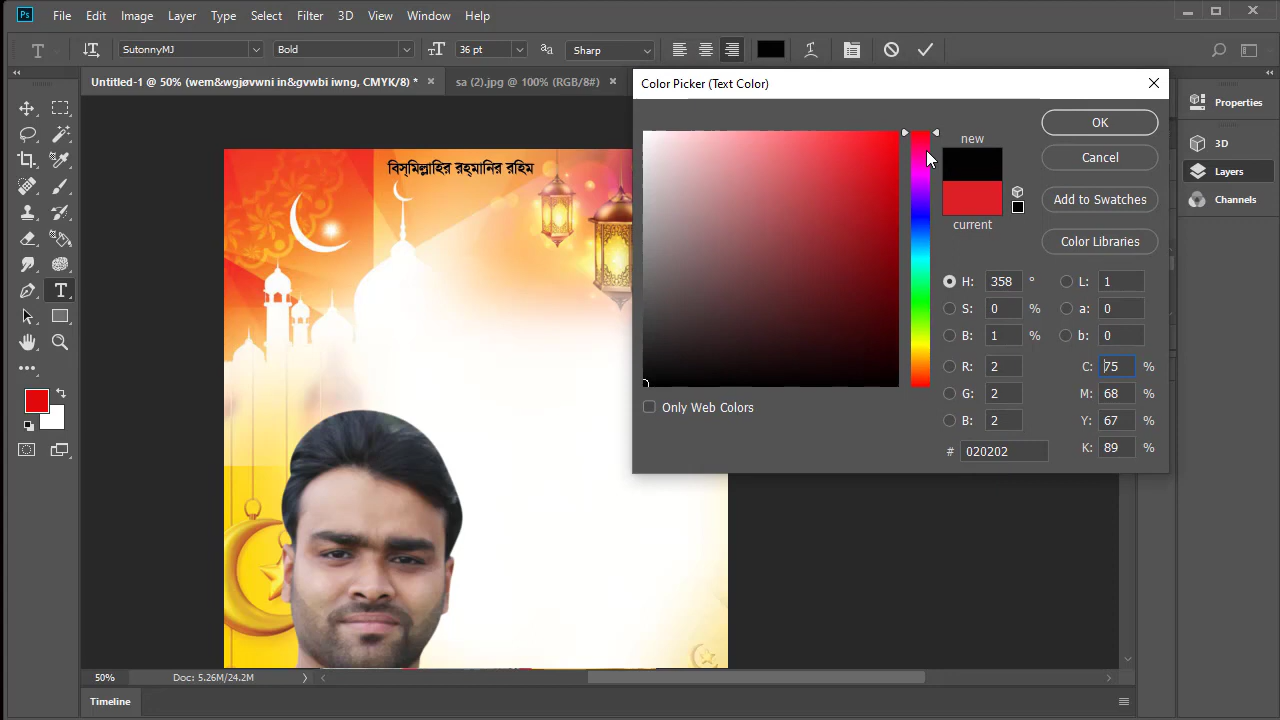 Ps File Edit Image Layer Type Select Filter 3D View Window Help
T SutonnyMJ Bold 36 pt Sharp
Untitled-1 @ 50% (wem&wgjøvwni in&gvwbi iwng, CMYK/8) * sa (2).jpg @ 100% (RGB/8#)
Color Picker (Text Color)
new
current
OK
Cancel
Add to Swatches
Color Libraries
H: 358 °
S: 0 %
B: 1 %
R: 2
G: 2
B: 2
# 020202
L: 1
a: 0
b: 0
C: 75 %
M: 68 %
Y: 67 %
K: 89 %
Only Web Colors
Properties
3D
Layers
Channels
বিস্মিল্লাহির রহ্মানির রহিম
50% Doc: 5.26M/24.2M
Timeline